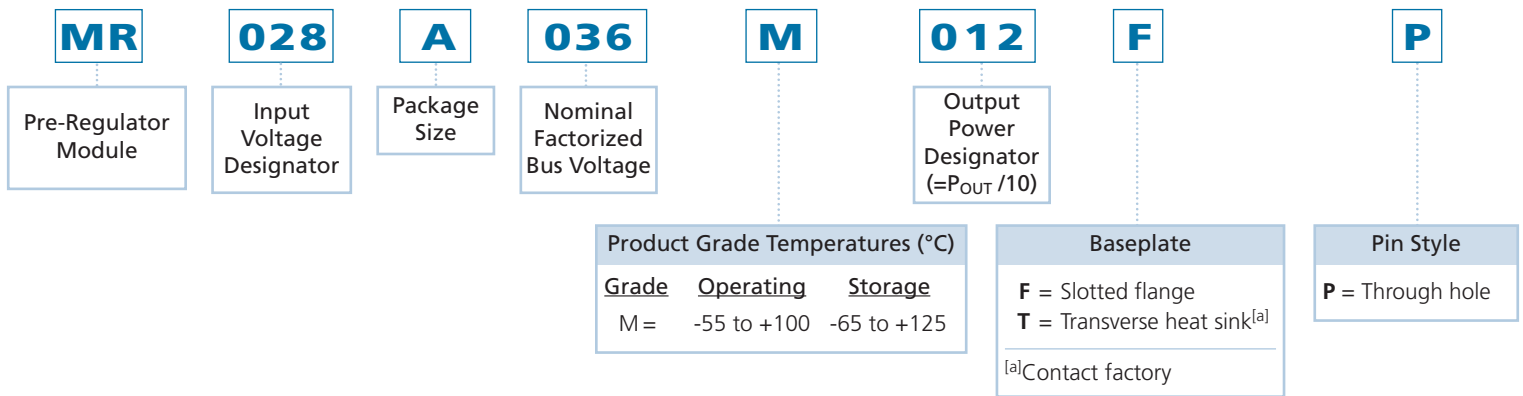 MR 028 A 036 M 012 F P
Pre-Regulator
Module
Input
Voltage
Designator
Package
Size
Nominal
Factorized
Bus Voltage
Output
Power
Designator
(=POUT /10)
Product Grade Temperatures (°C)
Grade Operating Storage
M = -55 to +100 -65 to +125
Baseplate
F = Slotted flange
T = Transverse heat sink[a]
[a]Contact factory
Pin Style
P = Through hole